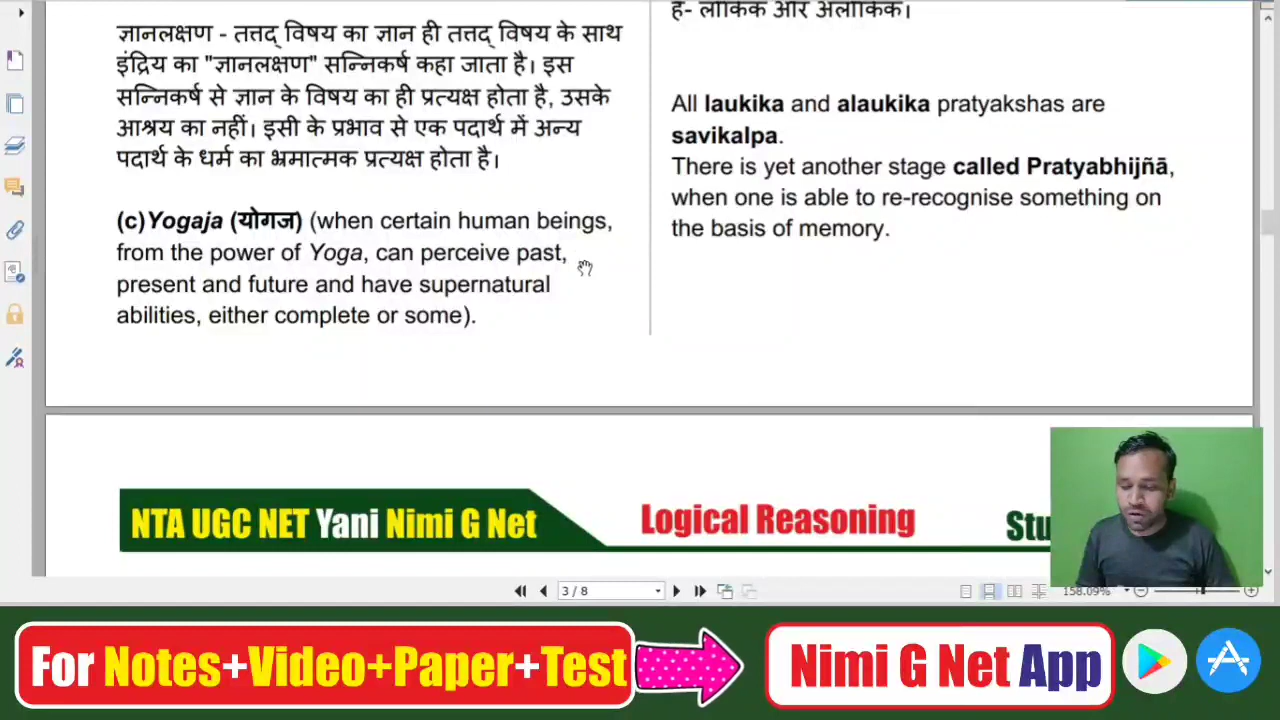 ज्ञानलक्षण - तत्तद् विषय का ज्ञान ही तत्तद् विषय के साथ
इंद्रिय का "ज्ञानलक्षण" सन्निकर्ष कहा जाता है। इस
सन्निकर्ष से ज्ञान के विषय का ही प्रत्यक्ष होता है, उसके
आश्रय का नहीं। इसी के प्रभाव से एक पदार्थ में अन्य
पदार्थ के धर्म का भ्रमात्मक प्रत्यक्ष होता है।
(c)Yogaja (योगज) (when certain human beings,
from the power of Yoga, can perceive past,
present and future and have supernatural
abilities, either complete or some).
है- लौकिक और अलौकिक।
All laukika and alaukika pratyakshas are
savikalpa.
There is yet another stage called Pratyabhijñā,
when one is able to re-recognise something on
the basis of memory.
NTA UGC NET Yani Nimi G Net
Logical Reasoning
Stu
3 / 8
158.09%
For Notes+Video+Paper+Test
Nimi G Net App